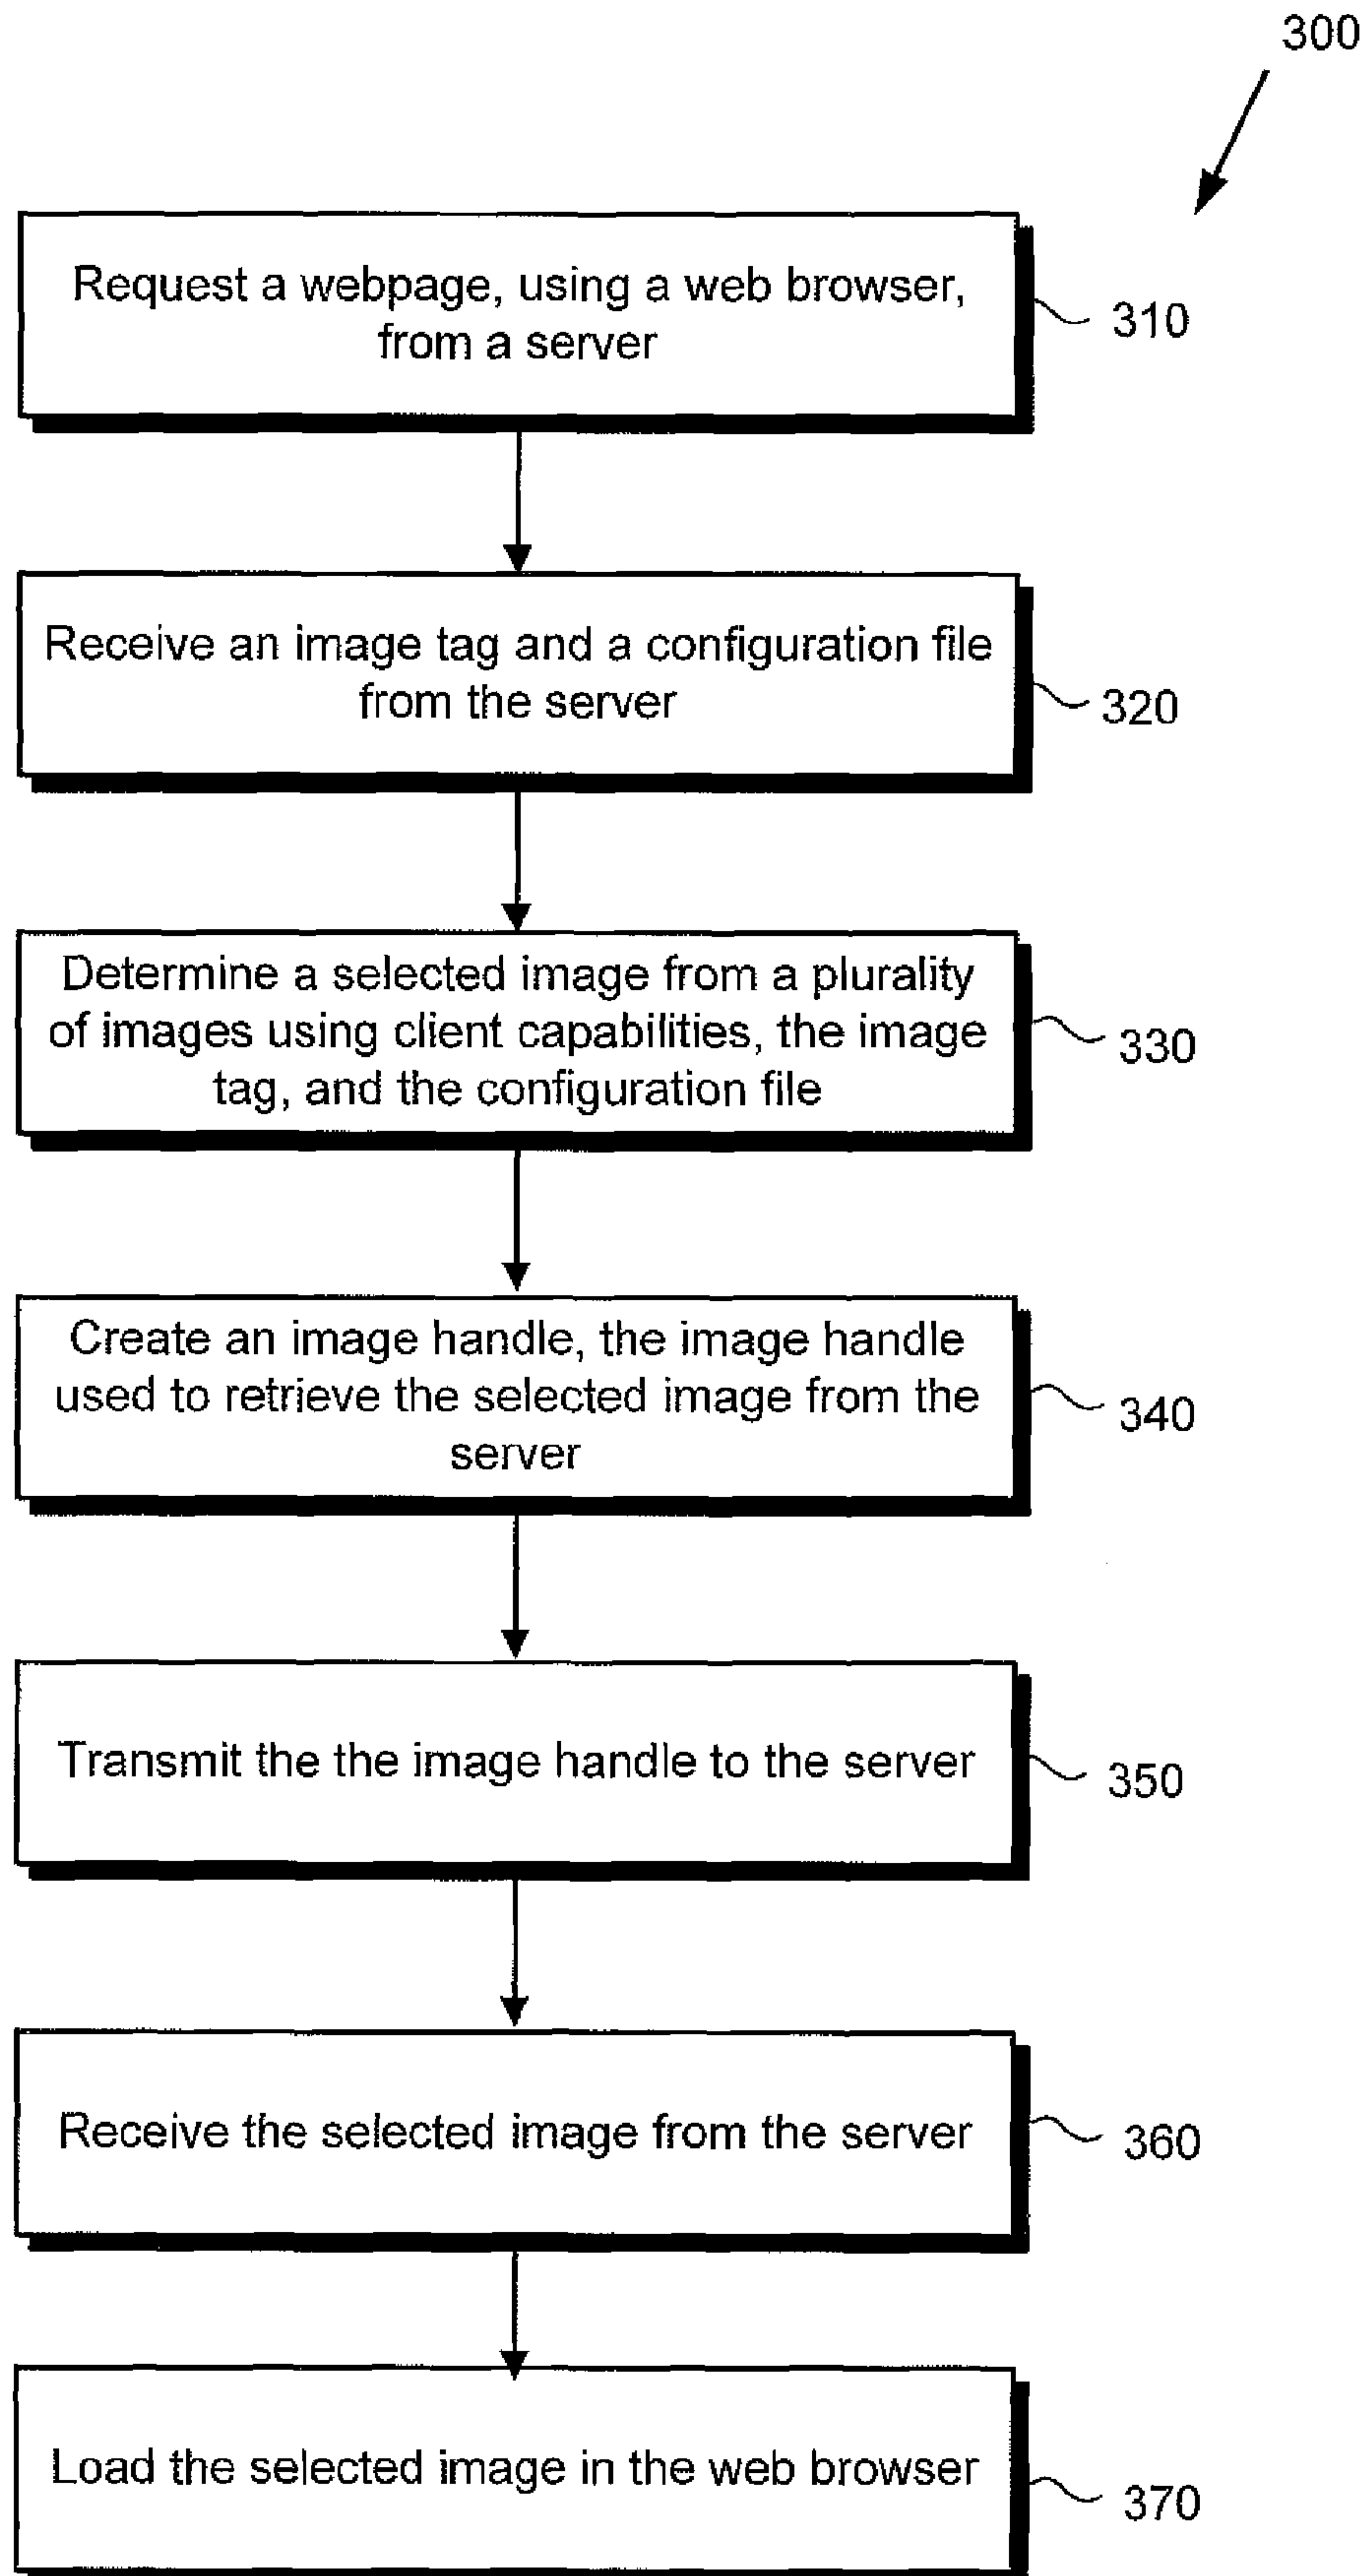 300
Request a webpage, using a web browser,
from a server
310
Receive an image tag and a configuration file
from the server
320
Determine a selected image from a plurality
of images using client capabilities, the image
tag, and the configuration file
330
Create an image handle, the image handle
used to retrieve the selected image from the
server
340
Transmit the the image handle to the server
350
Receive the selected image from the server
360
Load the selected image in the web browser
370